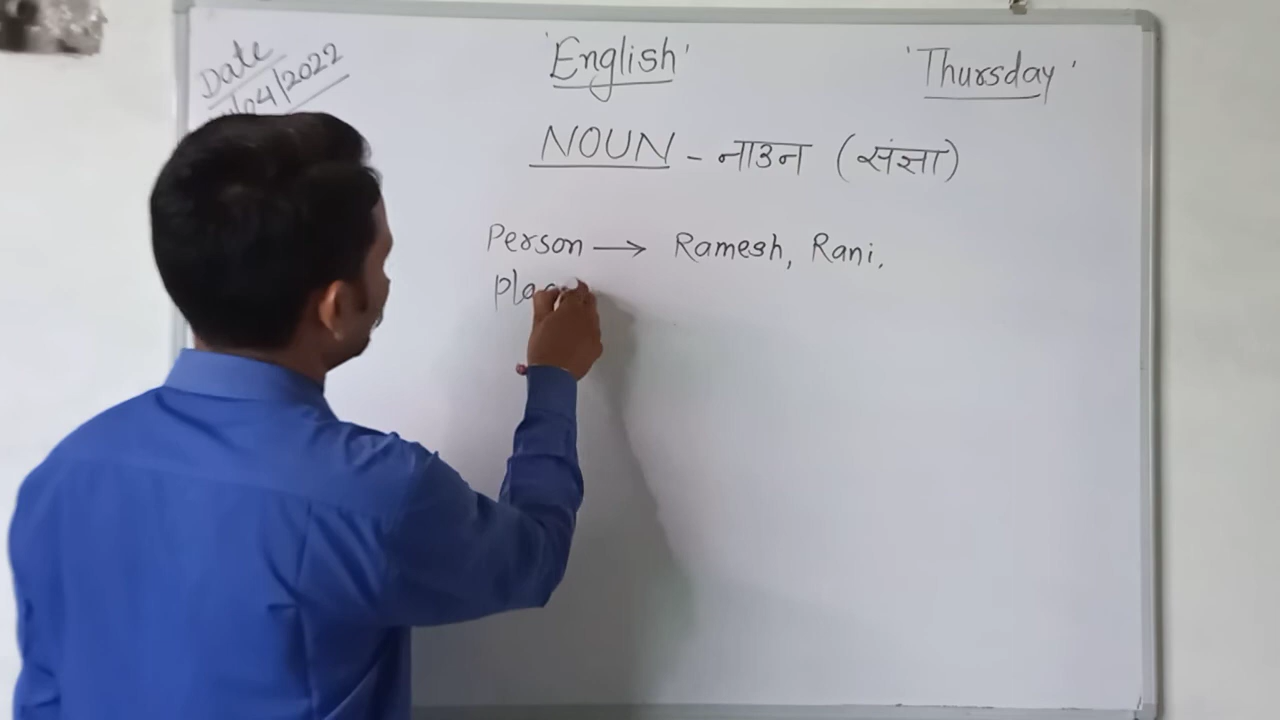 Date
/04/2022
'English'
'Thursday'
NOUN - नाउन (संज्ञा)
Person → Ramesh, Rani,